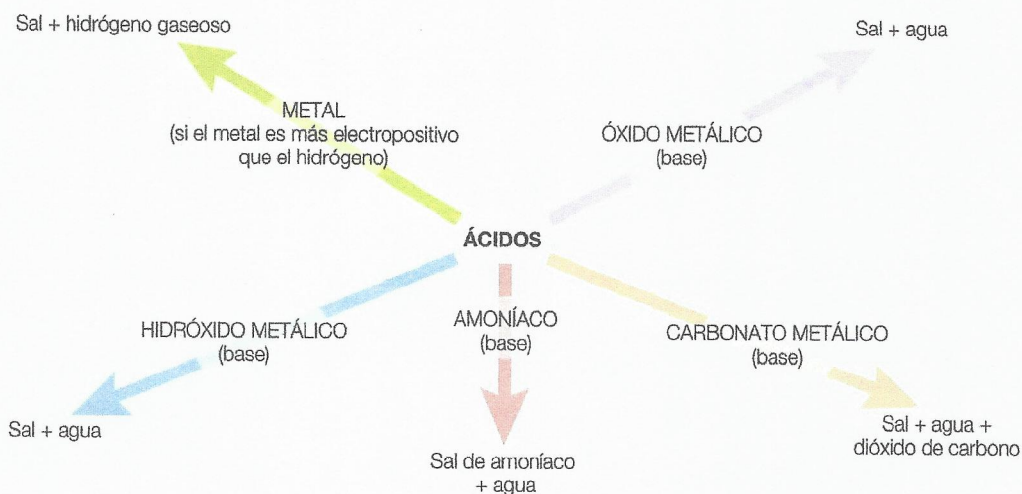 Sal + hidrógeno gaseoso
Sal + agua
METAL
(si el metal es más electropositivo
que el hidrógeno)
ÓXIDO METÁLICO
(base)
ÁCIDOS
HIDRÓXIDO METÁLICO
(base)
AMONÍACO
(base)
CARBONATO METÁLICO
(base)
Sal + agua
Sal de amoníaco
+ agua
Sal + agua +
dióxido de carbono